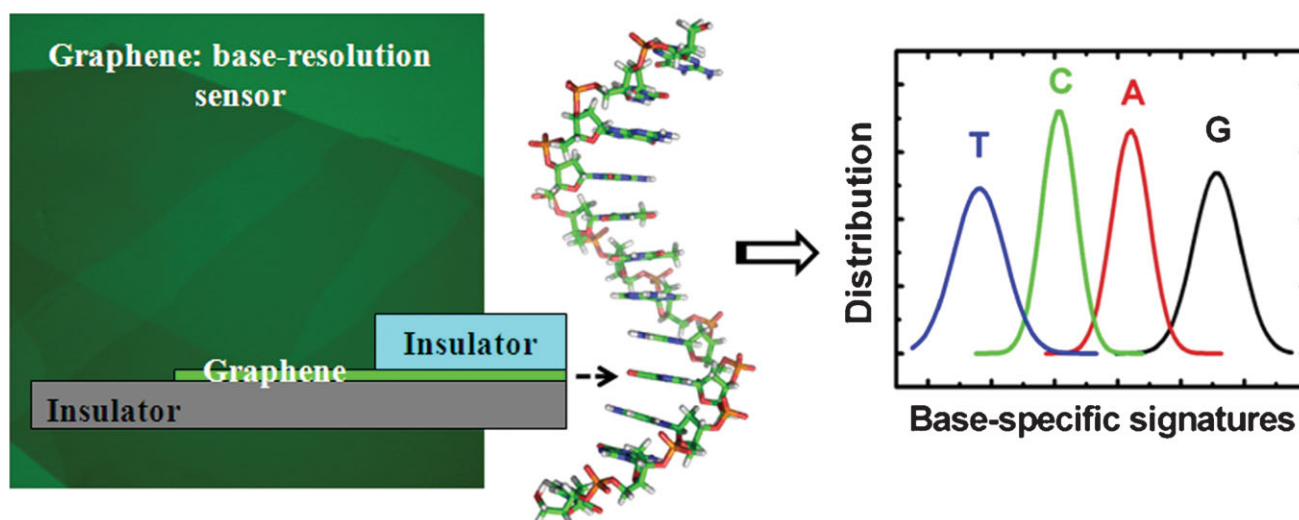 Graphene: base-resolution
sensor
Insulator
Graphene
Insulator
T
C
A
G
Distribution
Base-specific signatures